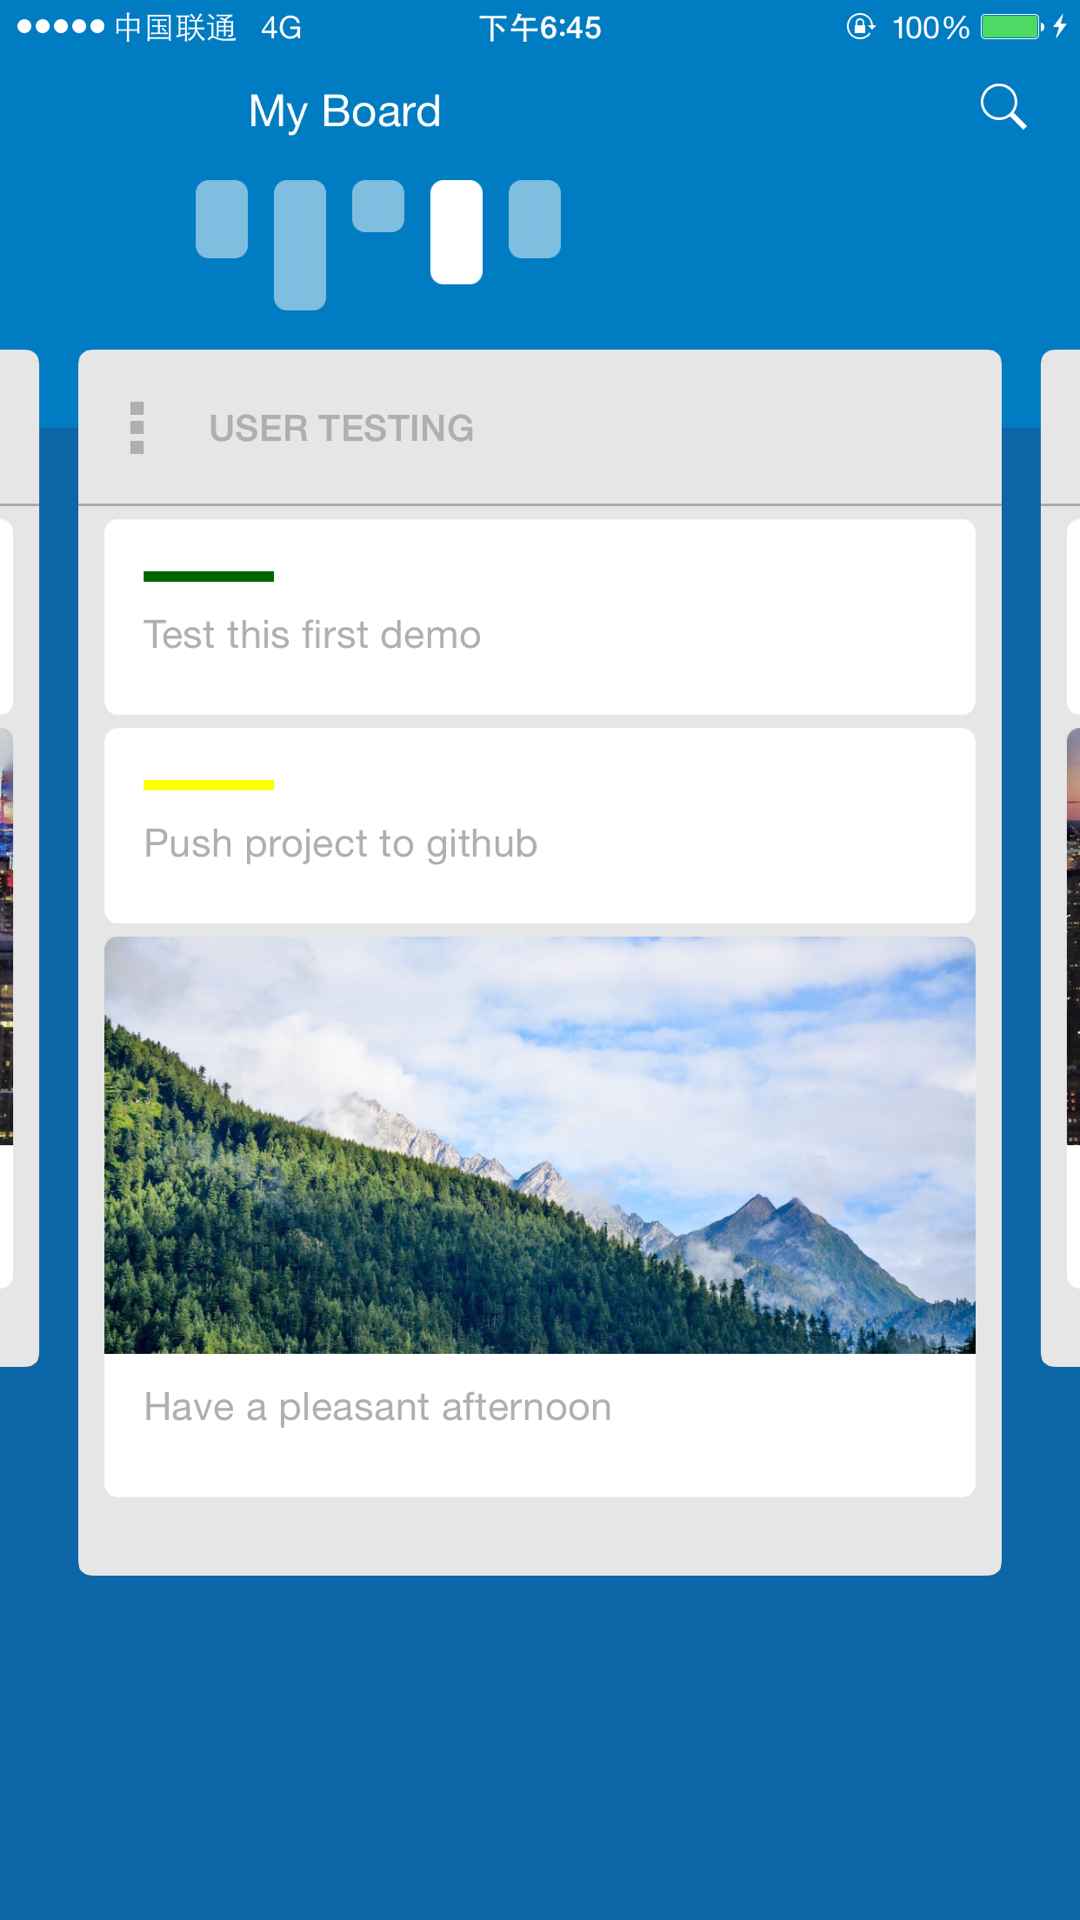 中国联通 4G 下午6:45 100%
My Board
USER TESTING
Test this first demo
Push project to github
Have a pleasant afternoon